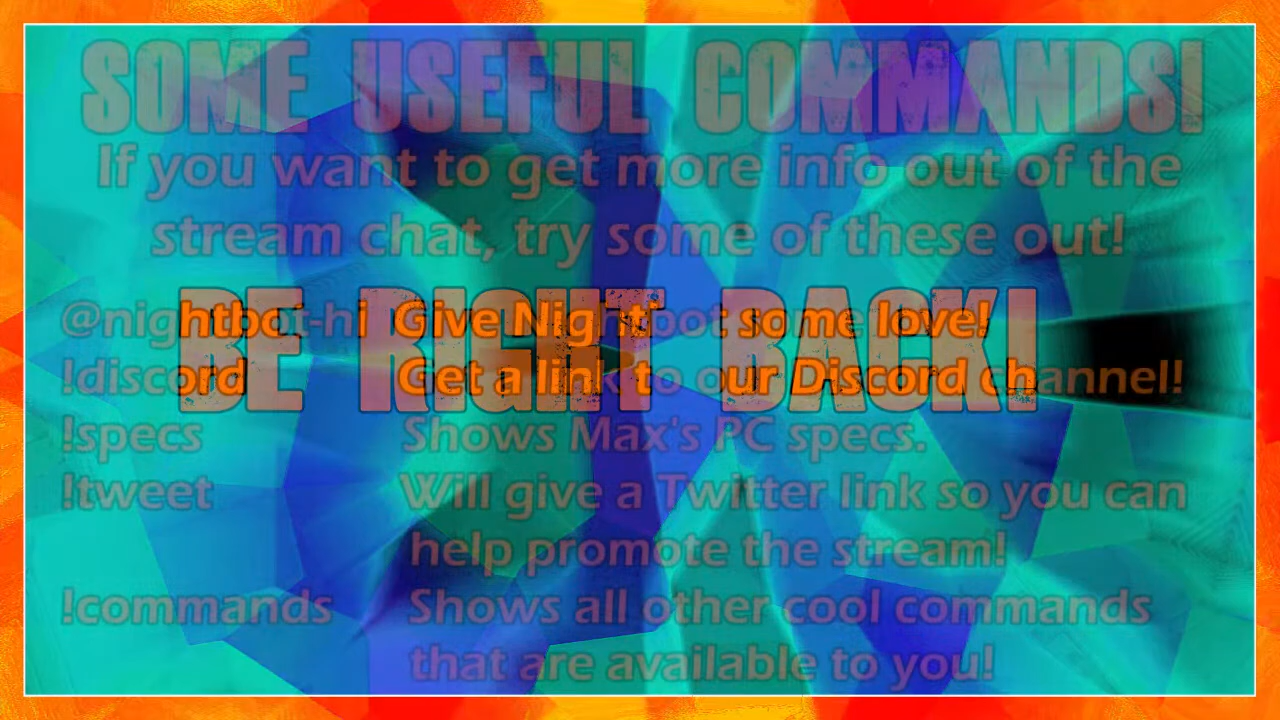 SOME USEFUL COMMANDS!
If you want to get more info out of the
stream chat, try some of these out!
BE RIGHT BACK!
@nightbot-hi Give Nightbot some love!
!discord Get a link to our Discord channel!
!specs Shows Max's PC specs.
!tweet Will give a Twitter link so you can
help promote the stream!
!commands Shows all other cool commands
that are available to you!